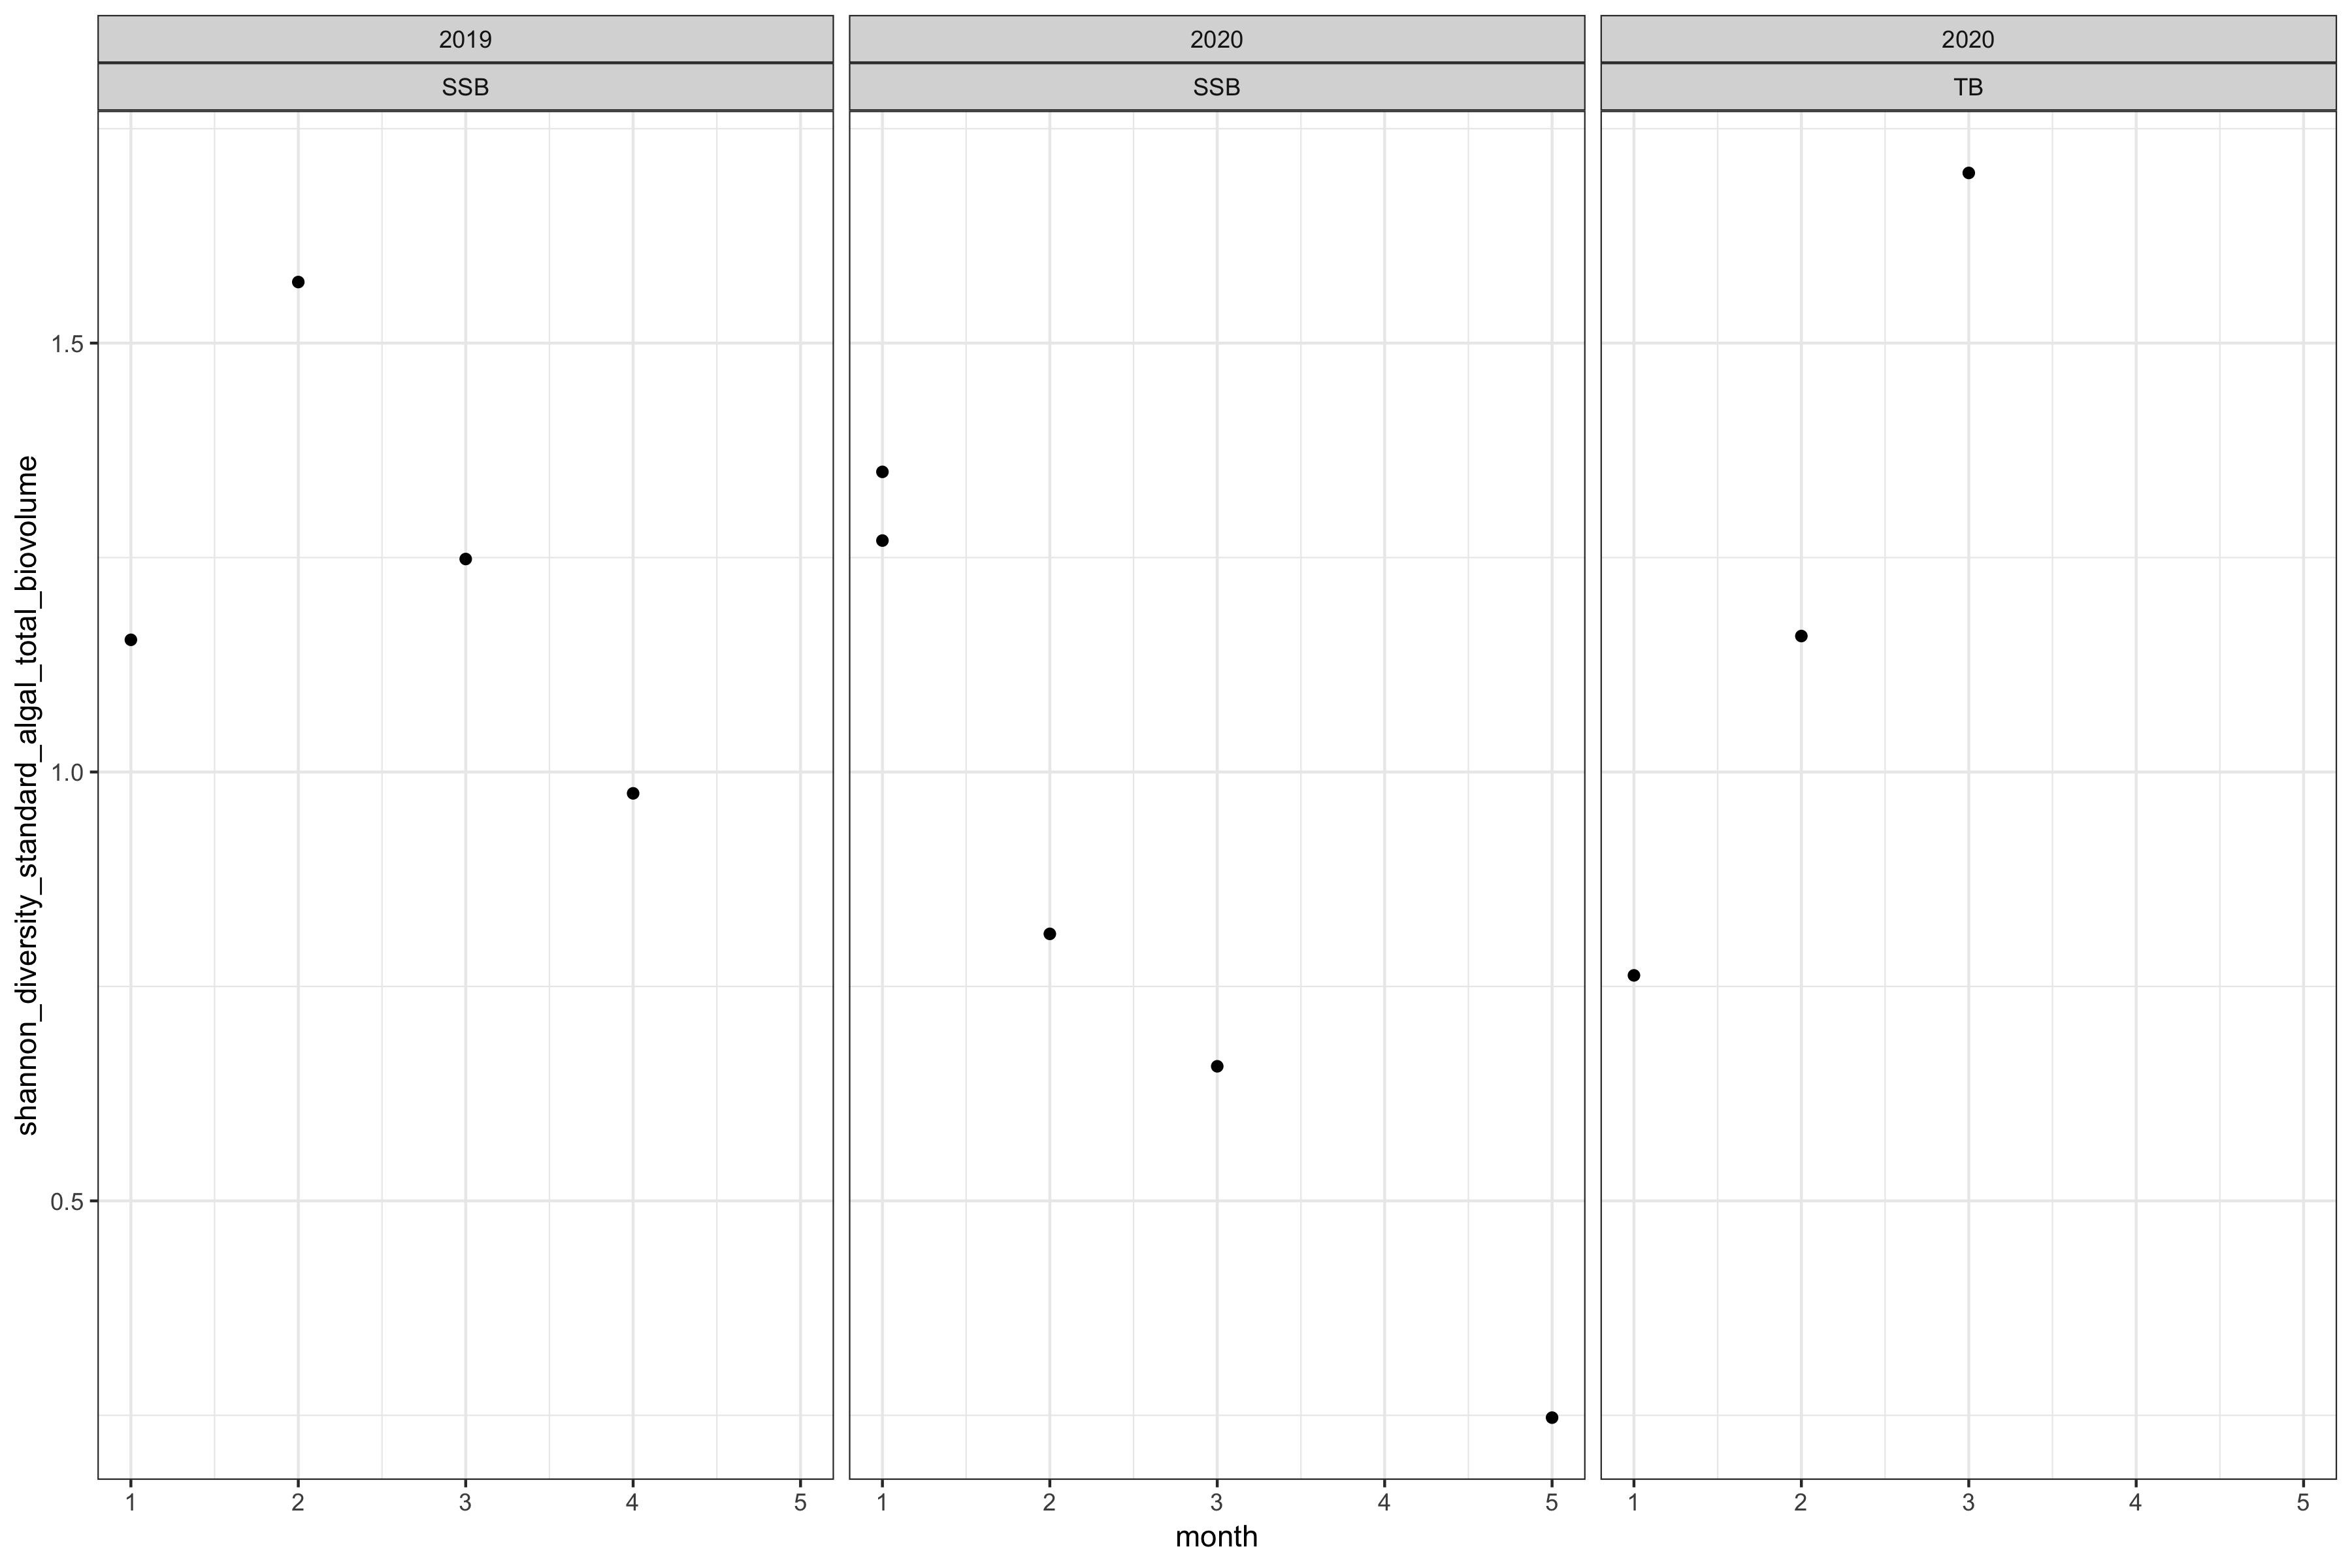 2019 2020 2020
SSB SSB TB
shannon_diversity_standard_algal_total_biovolume
1.5
1.0
0.5
1 2 3 4 5 1 2 3 4 5 1 2 3 4 5
month